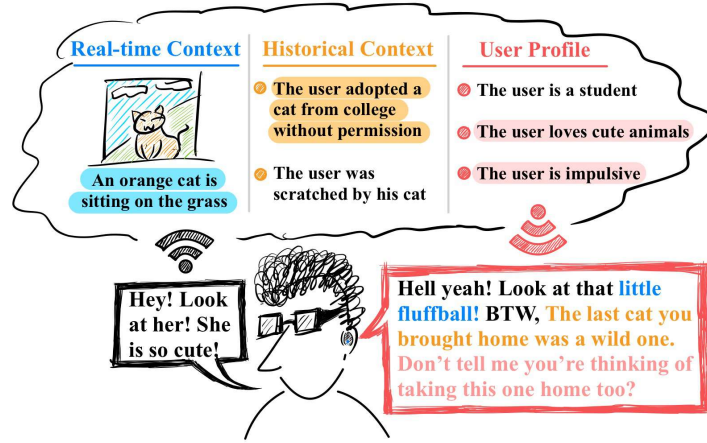 Real-time Context
An orange cat is
sitting on the grass
Historical Context
The user adopted a
cat from college
without permission
The user was
scratched by his cat
User Profile
The user is a student
The user loves cute animals
The user is impulsive
Hey! Look
at her! She
is so cute!
Hell yeah! Look at that little
fluffball! BTW, The last cat you
brought home was a wild one.
Don't tell me you're thinking of
taking this one home too?